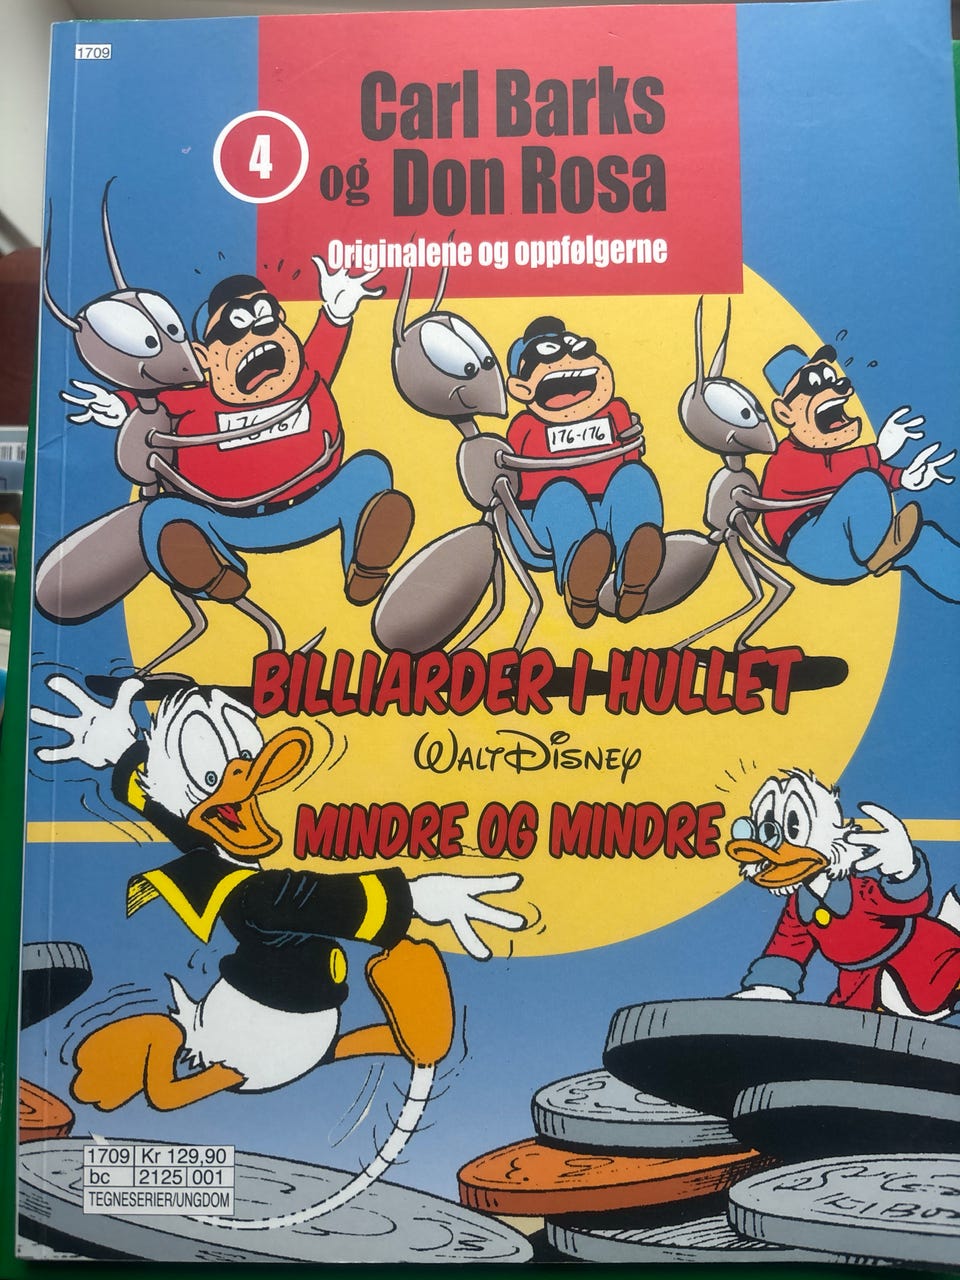 1709
4
Carl Barks
og Don Rosa
Originalene og oppfølgerne
176-176
BILLIARDER I HULLET
WALT DISNEY
MINDRE OG MINDRE
1709 Kr 129,90
bc 2125 001
TEGNESERIER/UNGDOM